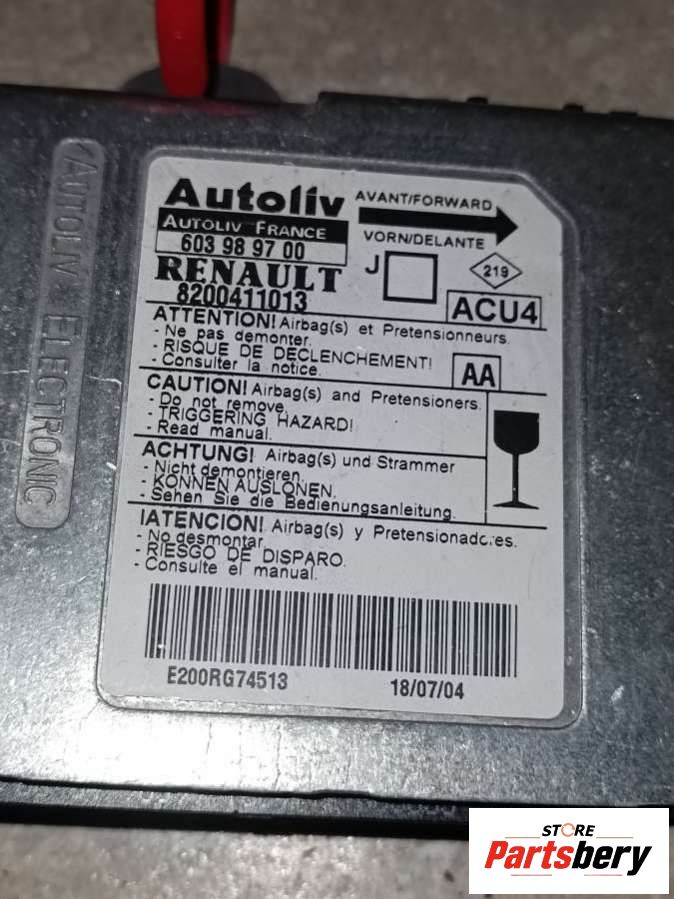 AUTOLIV ELECTRONIC
Autoliv
AUTOLIV FRANCE
603 98 97 00
RENAULT
8200411013
AVANT/FORWARD
VORN/DELANTE
J
219
ACU4
ATTENTION! Airbag(s) et Pretensionneurs.
- Ne pas demonter.
- RISQUE DE DECLENCHEMENT!
- Consulter la notice.
AA
CAUTION! Airbag(s) and Pretensioners.
- Do not remove.
- TRIGGERING HAZARD!
- Read manual.
ACHTUNG! Airbag(s) und Strammer
- Nicht demontieren.
- KONNEN AUSLONEN.
- Sehen Sie die Bedienungsanleitung.
!ATENCION! Airbag(s) y Pretensionadores.
- No desmontar.
- RIESGO DE DISPARO.
- Consulte el manual.
E200RG74513
18/07/04
STORE
Partsbery